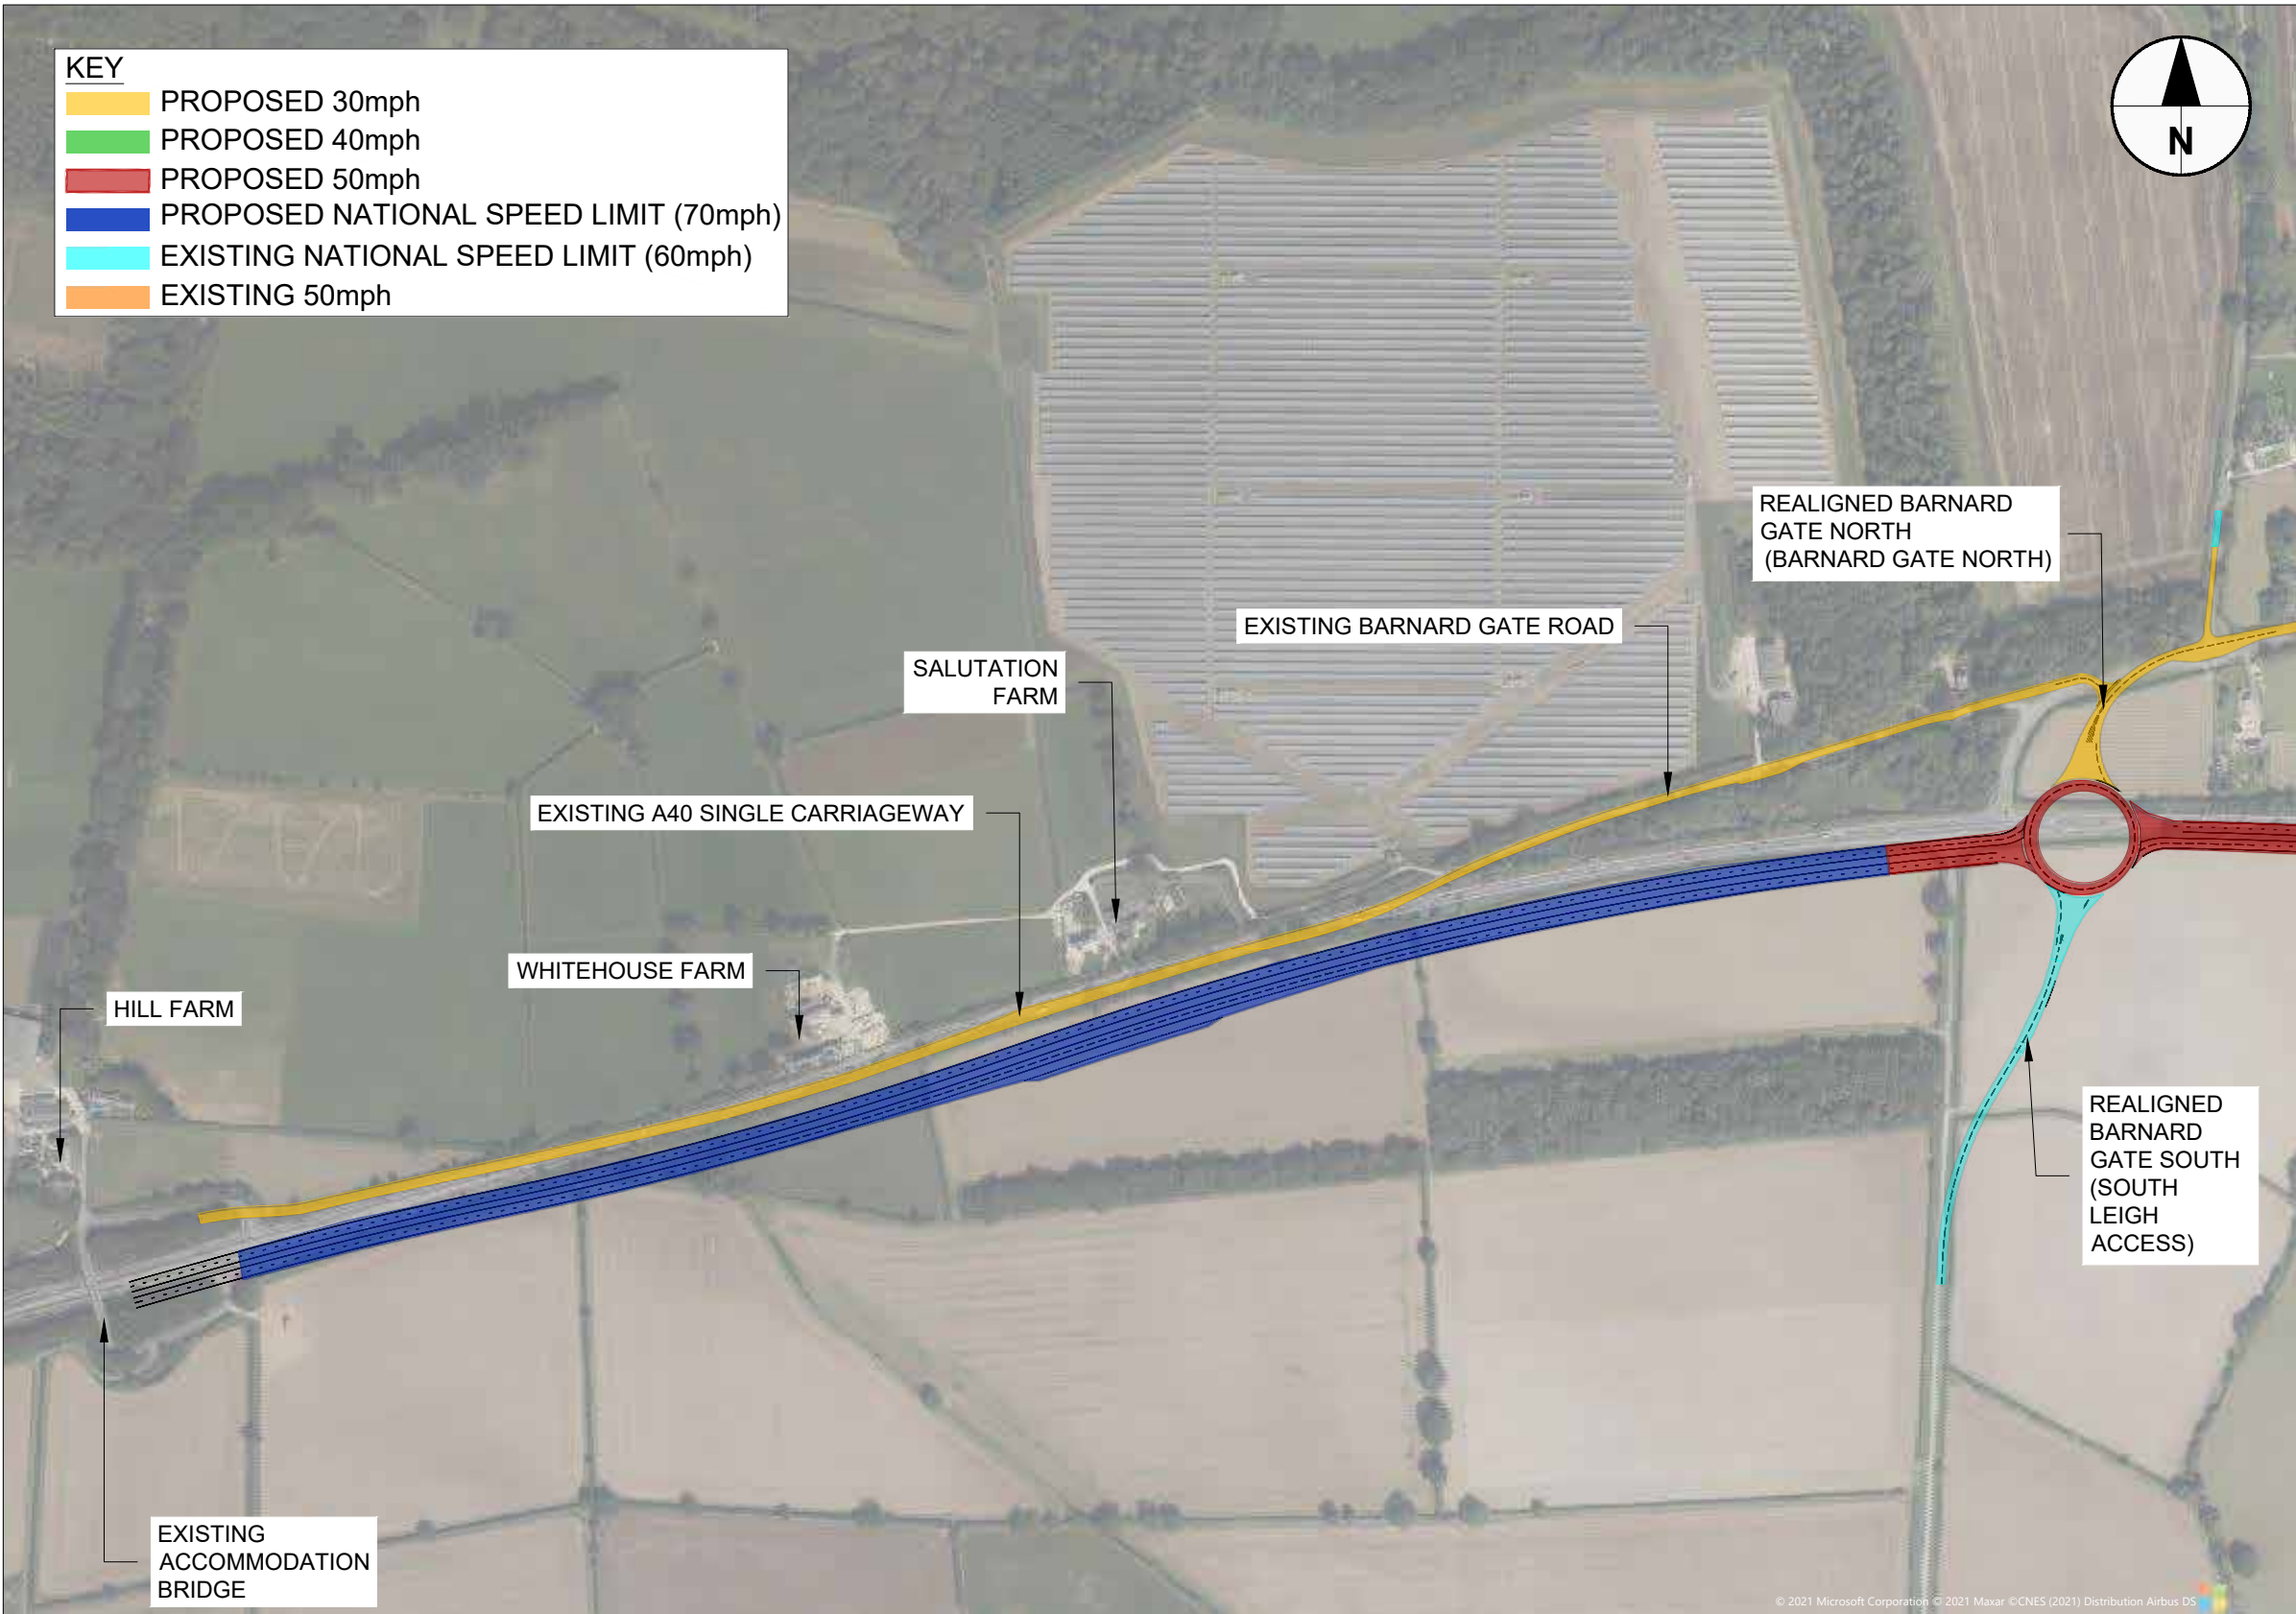 KEY
PROPOSED 30mph
PROPOSED 40mph
PROPOSED 50mph
PROPOSED NATIONAL SPEED LIMIT (70mph)
EXISTING NATIONAL SPEED LIMIT (60mph)
EXISTING 50mph
N
REALIGNED BARNARD
GATE NORTH
(BARNARD GATE NORTH)
EXISTING BARNARD GATE ROAD
SALUTATION
FARM
EXISTING A40 SINGLE CARRIAGEWAY
WHITEHOUSE FARM
HILL FARM
REALIGNED
BARNARD
GATE SOUTH
(SOUTH
LEIGH
ACCESS)
EXISTING
ACCOMMODATION
BRIDGE
© 2021 Microsoft Corporation © 2021 Maxar ©CNES (2021) Distribution Airbus DS